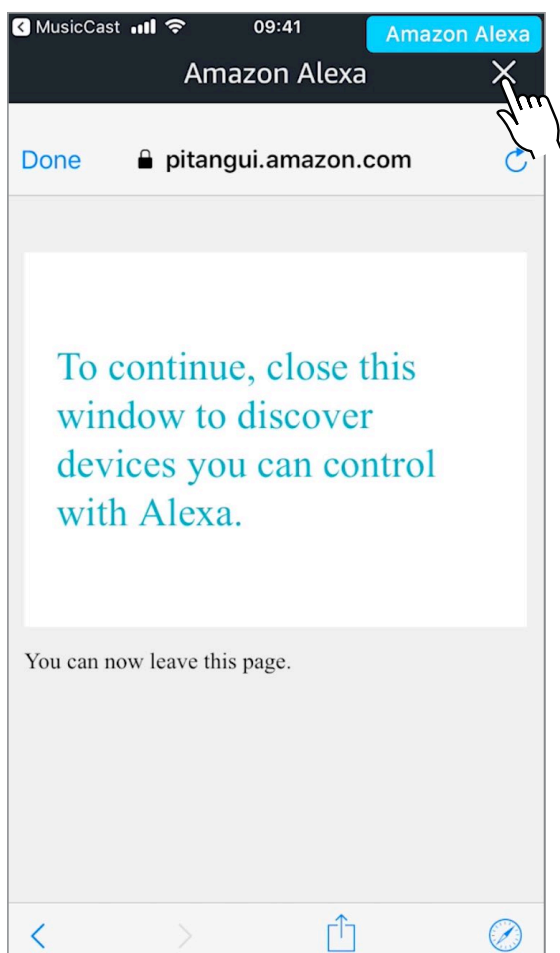 MusicCast 09:41 Amazon Alexa
Amazon Alexa
Done pitangui.amazon.com
To continue, close this
window to discover
devices you can control
with Alexa.
You can now leave this page.